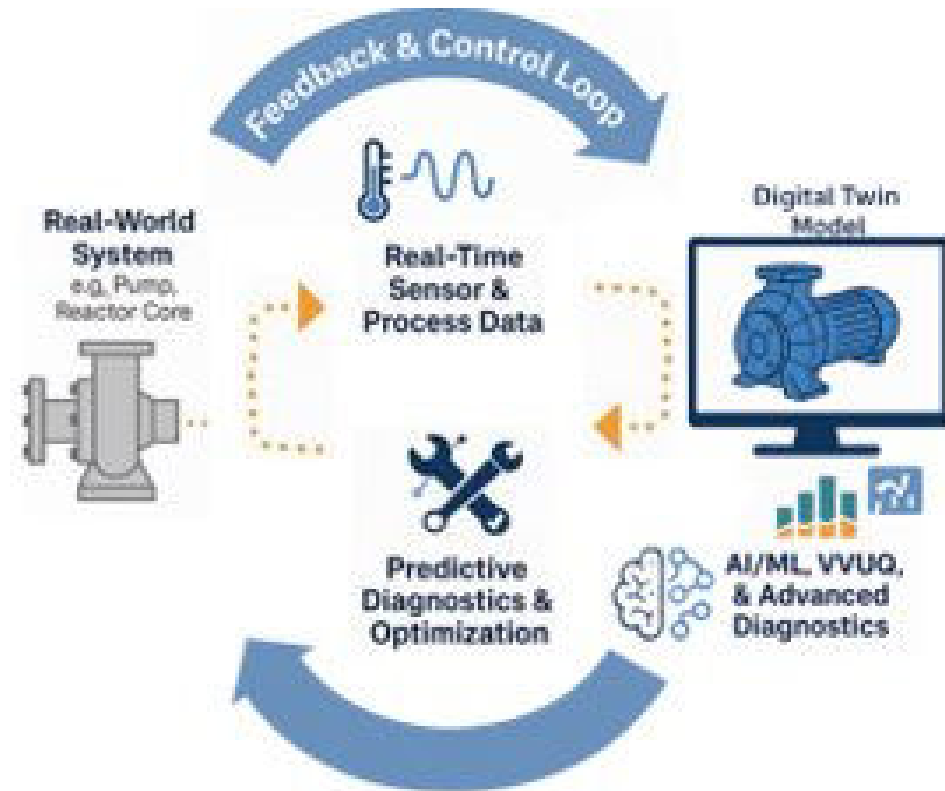 Feedback & Control Loop
Real-World
System
e.g, Pump,
Reactor Core
Real-Time
Sensor &
Process Data
Digital Twin
Model
Predictive
Diagnostics &
Optimization
AI/ML, VVUQ,
& Advanced
Diagnostics